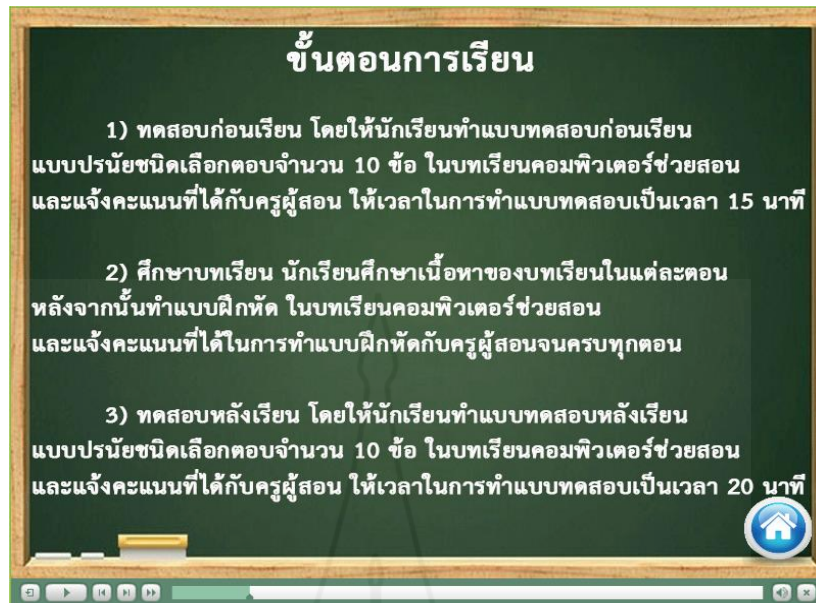 ขั้นตอนการเรียน
1) ทดสอบก่อนเรียน โดยให้นักเรียนทำแบบทดสอบก่อนเรียน
แบบปรนัยชนิดเลือกตอบจำนวน 10 ข้อ ในบทเรียนคอมพิวเตอร์ช่วยสอน
และแจ้งคะแนนที่ได้กับครูผู้สอน ให้เวลาในการทำแบบทดสอบเป็นเวลา 15 นาที
2) ศึกษาบทเรียน นักเรียนศึกษาเนื้อหาของบทเรียนในแต่ละตอน
หลังจากนั้นทำแบบฝึกหัด ในบทเรียนคอมพิวเตอร์ช่วยสอน
และแจ้งคะแนนที่ได้ในการทำแบบฝึกหัดกับครูผู้สอนจนครบทุกตอน
3) ทดสอบหลังเรียน โดยให้นักเรียนทำแบบทดสอบหลังเรียน
แบบปรนัยชนิดเลือกตอบจำนวน 10 ข้อ ในบทเรียนคอมพิวเตอร์ช่วยสอน
และแจ้งคะแนนที่ได้กับครูผู้สอน ให้เวลาในการทำแบบทดสอบเป็นเวลา 20 นาที